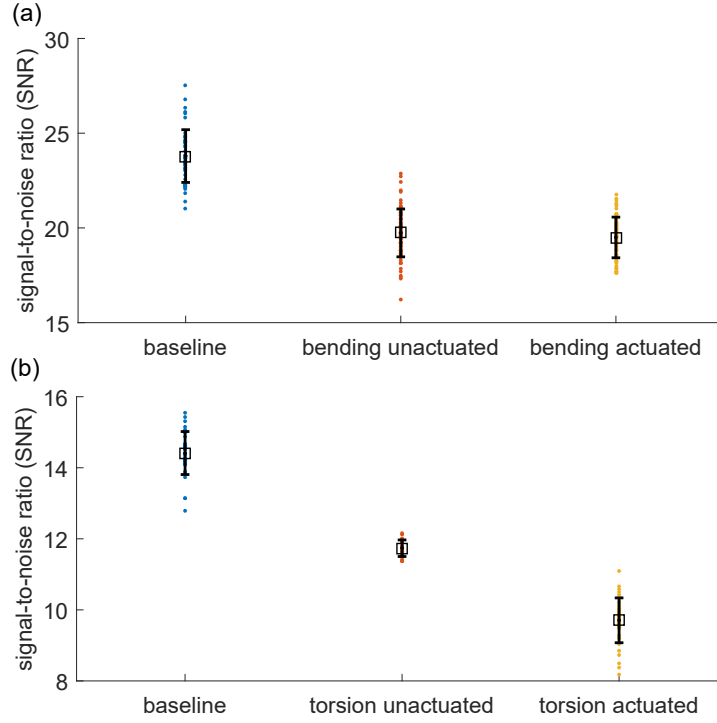 (a)
signal-to-noise ratio (SNR)
30
25
20
15
baseline
bending unactuated
bending actuated
(b)
signal-to-noise ratio (SNR)
16
14
12
10
8
baseline
torsion unactuated
torsion actuated